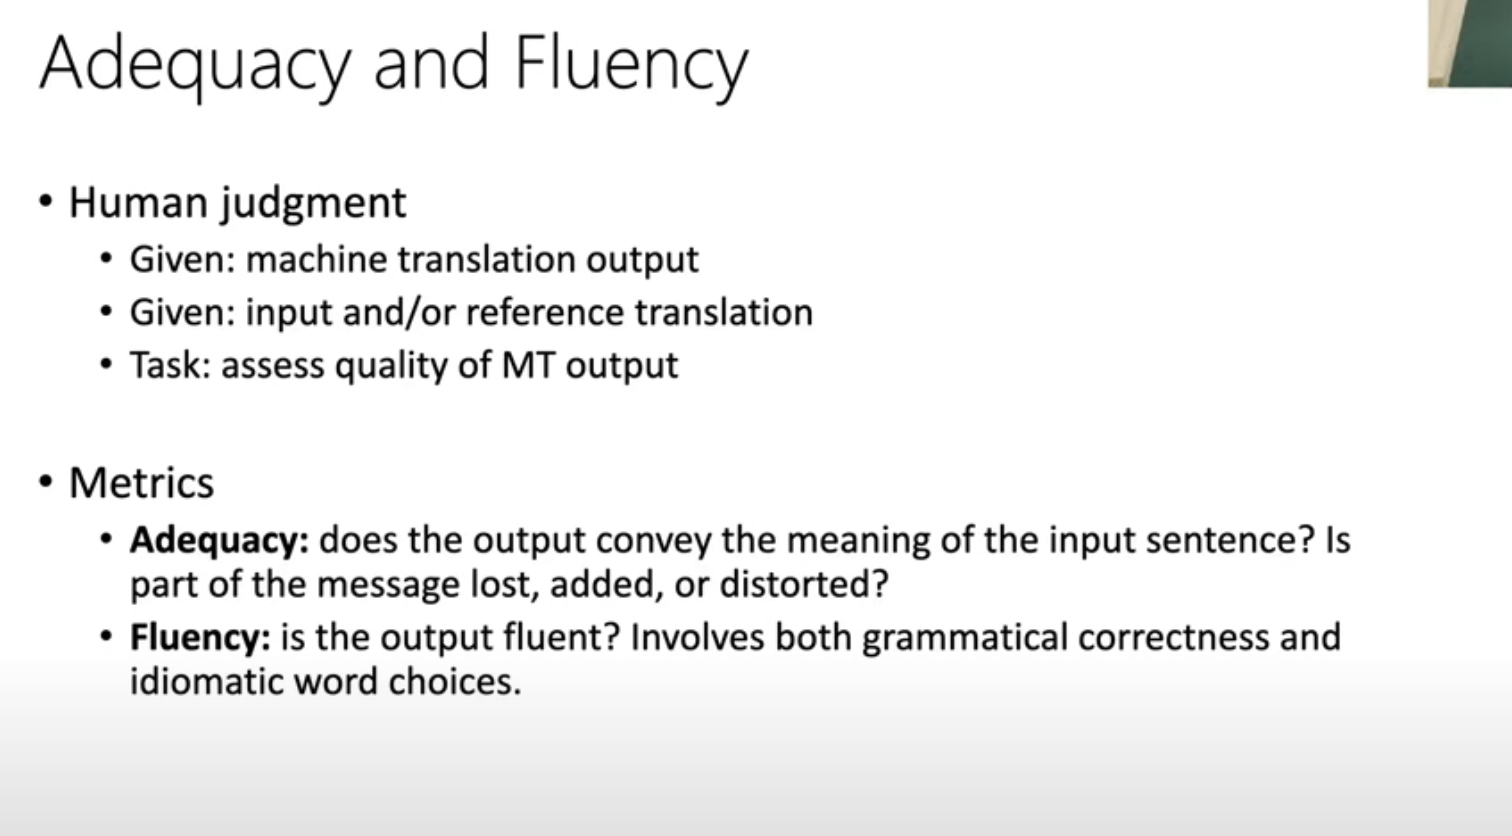 Adequacy and Fluency
• Human judgment
• Given: machine translation output
• Given: input and/or reference translation
• Task: assess quality of MT output
• Metrics
• Adequacy: does the output convey the meaning of the input sentence? Is
part of the message lost, added, or distorted?
• Fluency: is the output fluent? Involves both grammatical correctness and
idiomatic word choices.